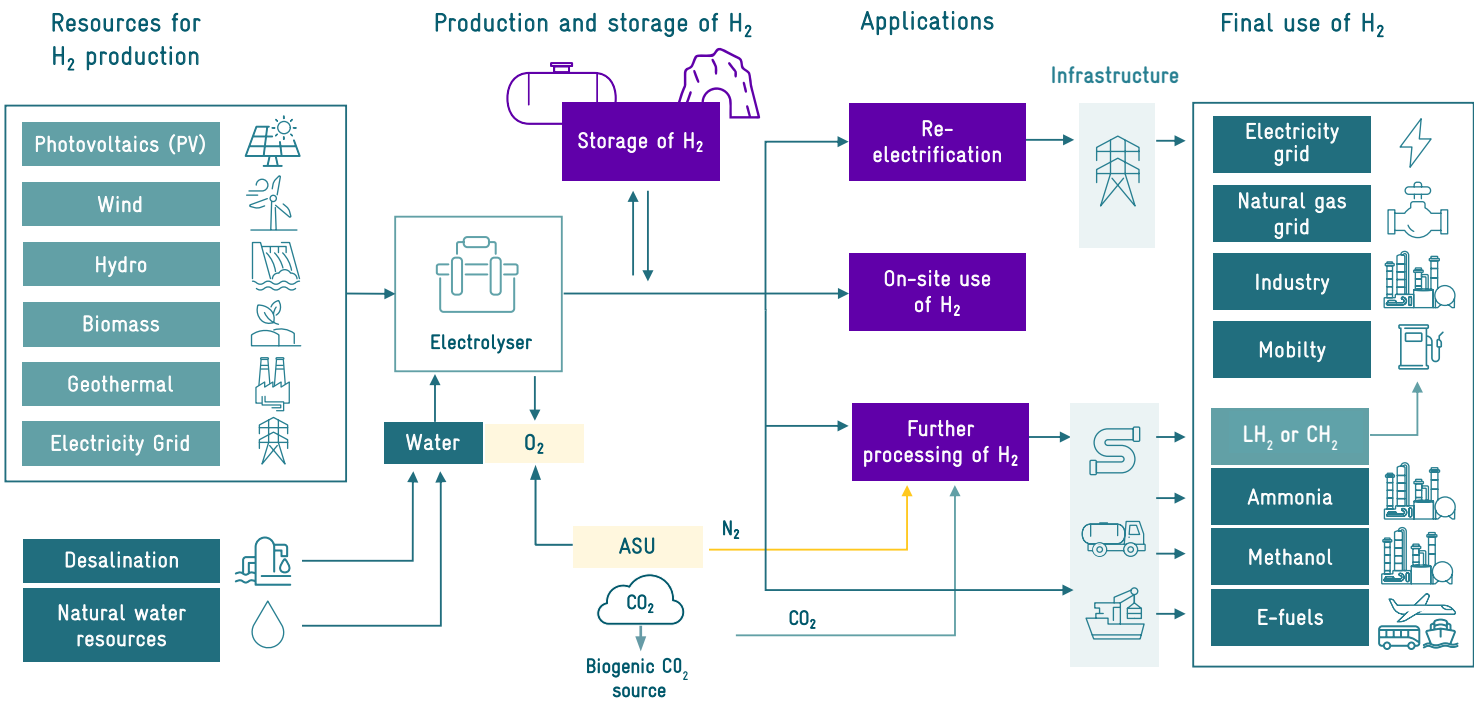 Resources for
H₂ production
Production and storage of H₂
Applications
Final use of H₂
Infrastructure
Photovoltaics (PV)
Wind
Hydro
Biomass
Geothermal
Electricity Grid
Desalination
Natural water
resources
Storage of H₂
Electrolyser
Water
O₂
ASU
N₂
CO₂
CO₂
Biogenic CO₂
source
Re-
electrification
On-site use
of H₂
Further
processing of H₂
Electricity
grid
Natural gas
grid
Industry
Mobilty
LH₂ or CH₂
Ammonia
Methanol
E-fuels